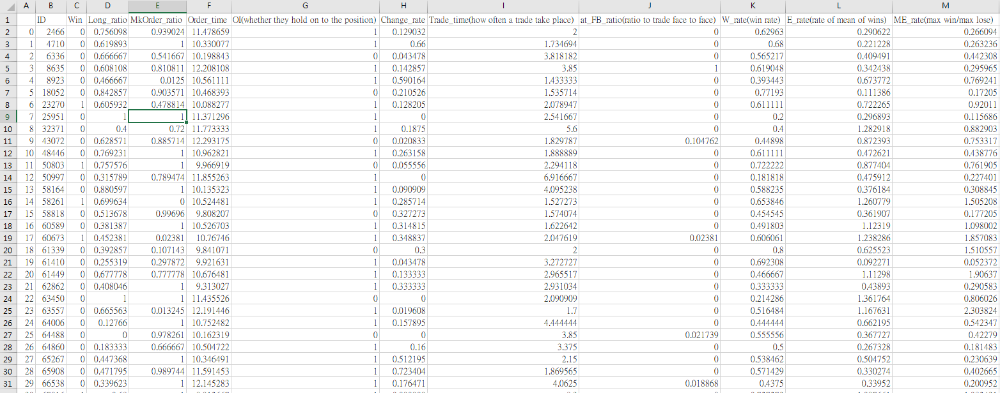 A B C D E F G H I J K L M
1 ID Win Long_ratio MkOrder_ratio Order_time OI(whether they hold on to the position) Change_rate Trade_time(how often a trade take place) at_FB_ratio(ratio to trade face to face) W_rate(win rate) E_rate(rate of mean of wins) ME_rate(max win/max lose)
2 0 2466 0 0.756098 0.939024 11.478659 1 0.129032 2 0 0.62963 0.290622 0.266094
3 1 4710 0 0.619893 1 10.330077 1 0.66 1.734694 0 0.68 0.221228 0.263236
4 2 6336 0 0.666667 0.541667 10.198843 0 0.043478 3.818182 0 0.565217 0.409491 0.442308
5 3 8635 0 0.608108 0.810811 12.208108 1 0.142857 3.85 1 0.619048 0.342438 0.295965
6 4 8923 0 0.466667 0.0125 10.561111 1 0.590164 1.433333 0 0.393443 0.673772 0.769241
7 5 18052 0 0.842857 0.903571 10.468393 0 0.210526 1.535714 0 0.77193 0.111386 0.17205
8 6 23270 1 0.605932 0.478814 10.088277 1 0.128205 2.078947 0 0.611111 0.722265 0.92011
9 7 25951 0 1 1 11.371296 1 0 2.541667 0 0.2 0.296893 0.115686
10 8 32371 0 0.4 0.72 11.773333 1 0.1875 5.6 0 0.4 1.282918 0.882903
11 9 43072 0 0.628571 0.885714 12.293175 0 0.020833 1.829787 0.104762 0.44898 0.872393 0.753317
12 10 48446 0 0.769231 1 10.962821 1 0.263158 1.888889 0 0.611111 0.472621 0.438776
13 11 50803 1 0.757576 1 9.966919 0 0.055556 2.294118 0 0.722222 0.877404 0.761905
14 12 50997 0 0.315789 0.789474 11.855263 1 0 6.916667 0 0.181818 0.475912 0.227401
15 13 58164 0 0.880597 1 10.135323 1 0.090909 4.095238 0 0.588235 0.376184 0.308845
16 14 58261 1 0.699634 0 10.524481 1 0.285714 1.527273 0 0.653846 1.260779 1.505208
17 15 58818 0 0.513678 0.99696 9.808207 0 0.327273 1.574074 0 0.454545 0.361907 0.177205
18 16 60589 0 0.381387 1 10.526703 1 0.314815 1.622642 0 0.491803 1.12319 1.098002
19 17 60673 1 0.452381 0.02381 10.76746 1 0.348837 2.047619 0.02381 0.606061 1.238286 1.857083
20 18 61339 0 0.392857 0.107143 9.841071 0 0.3 2 0 0.8 0.625523 1.510557
21 19 61410 0 0.255319 0.297872 9.921631 1 0.043478 3.272727 0 0.692308 0.092271 0.052372
22 20 61449 0 0.677778 0.777778 10.676481 1 0.133333 2.965517 0 0.466667 1.11298 1.90637
23 21 62862 0 0.408046 1 9.313027 1 0.333333 2.931034 0 0.333333 0.43893 0.290583
24 22 63450 0 1 1 11.435526 0 0 2.090909 0 0.214286 1.361764 0.806026
25 23 63557 0 0.665563 0.013245 12.191446 1 0.019608 1.7 0 0.516484 1.167631 2.303824
26 24 64006 0 0.12766 1 10.752482 1 0.157895 4.444444 0 0.444444 0.662195 0.542347
27 25 64488 0 0 0.978261 10.162319 0 0 3.85 0.021739 0.555556 0.367727 0.42279
28 26 64860 0 0.183333 0.666667 10.504722 1 0.16 3.375 0 0.5 0.267328 0.181483
29 27 65267 0 0.447368 1 10.346491 1 0.512195 2.15 0 0.538462 0.504752 0.230639
30 28 65908 0 0.471795 0.989744 11.591453 1 0.723404 1.869565 0 0.571429 0.330274 0.402665
31 29 66538 0 0.339623 1 12.145283 1 0.176471 4.0625 0.018868 0.4375 0.33952 0.200952